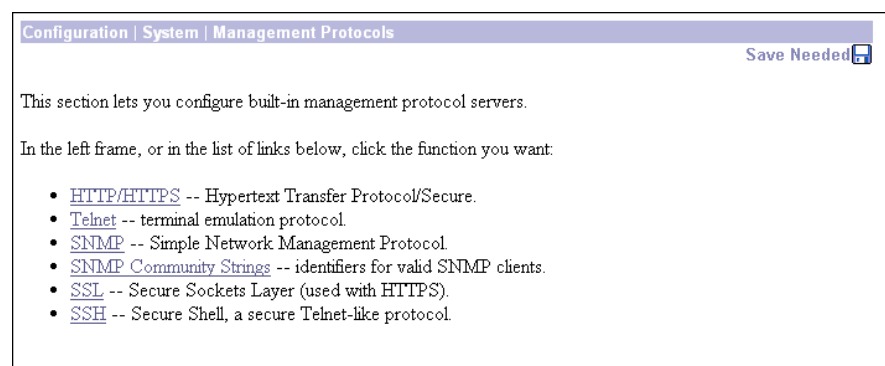 Configuration | System | Management Protocols
Save Needed
This section lets you configure built-in management protocol servers.
In the left frame, or in the list of links below, click the function you want:
• HTTP/HTTPS -- Hypertext Transfer Protocol/Secure.
• Telnet -- terminal emulation protocol.
• SNMP -- Simple Network Management Protocol.
• SNMP Community Strings -- identifiers for valid SNMP clients.
• SSL -- Secure Sockets Layer (used with HTTPS).
• SSH -- Secure Shell, a secure Telnet-like protocol.